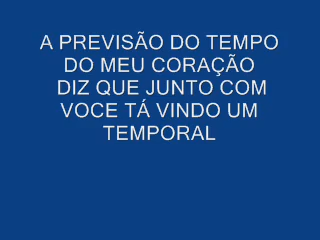 A PREVISÃO DO TEMPO
DO MEU CORAÇÃO
DIZ QUE JUNTO COM
VOCE TÁ VINDO UM
TEMPORAL